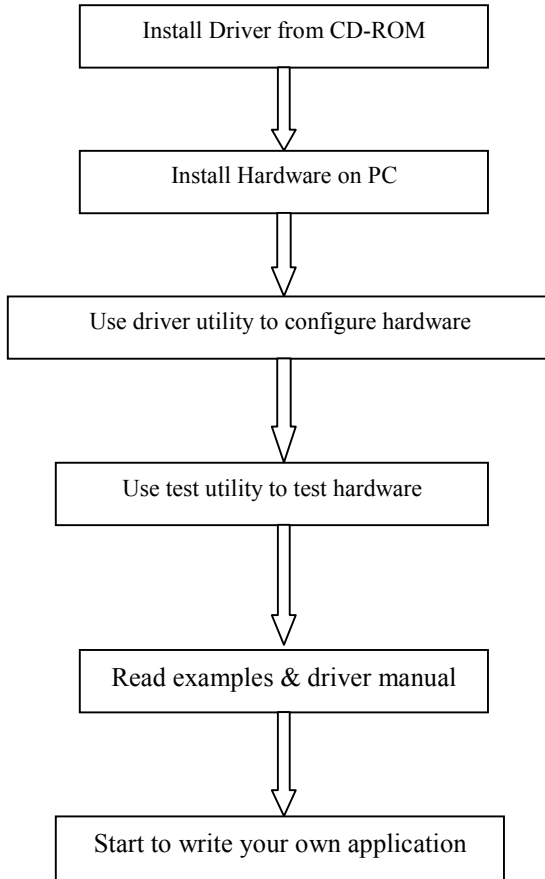 Install Driver from CD-ROM
Install Hardware on PC
Use driver utility to configure hardware
Use test utility to test hardware
Read examples & driver manual
Start to write your own application